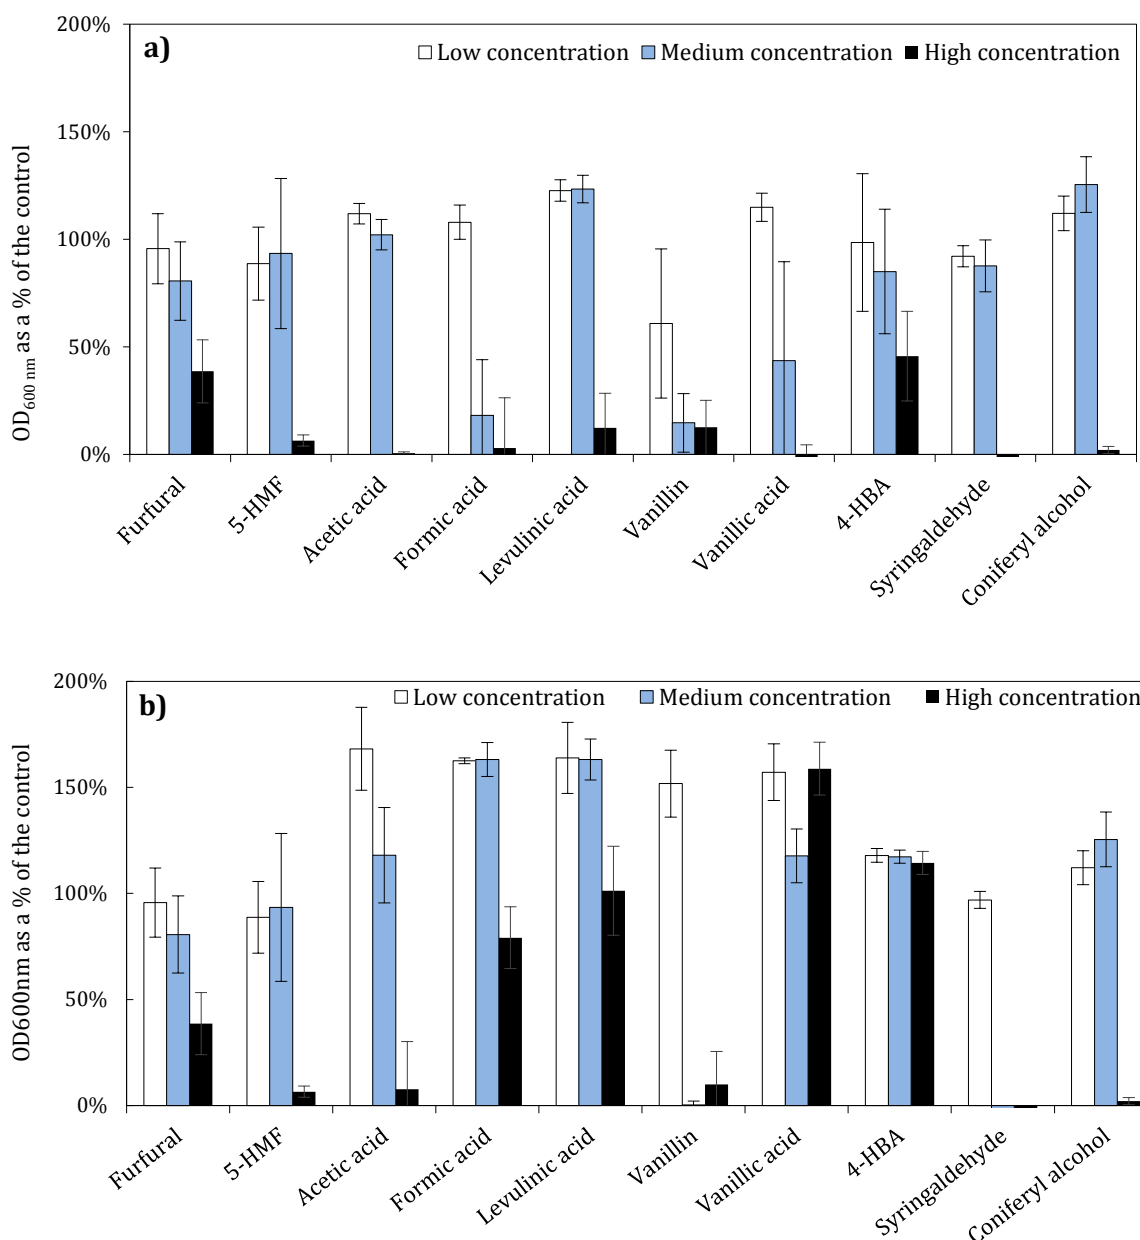 200%
a)
Low concentration Medium concentration High concentration
150%
100%
50%
0%
OD600 nm as a % of the control
Furfural
5-HMF
Acetic acid
Formic acid
Levulinic acid
Vanillin
Vanillic acid
4-HBA
Syringaldehyde
Coniferyl alcohol
200%
b)
Low concentration Medium concentration High concentration
150%
100%
50%
0%
OD600nm as a % of the control
Furfural
5-HMF
Acetic acid
Formic acid
Levulinic acid
Vanillin
Vanillic acid
4-HBA
Syringaldehyde
Coniferyl alcohol